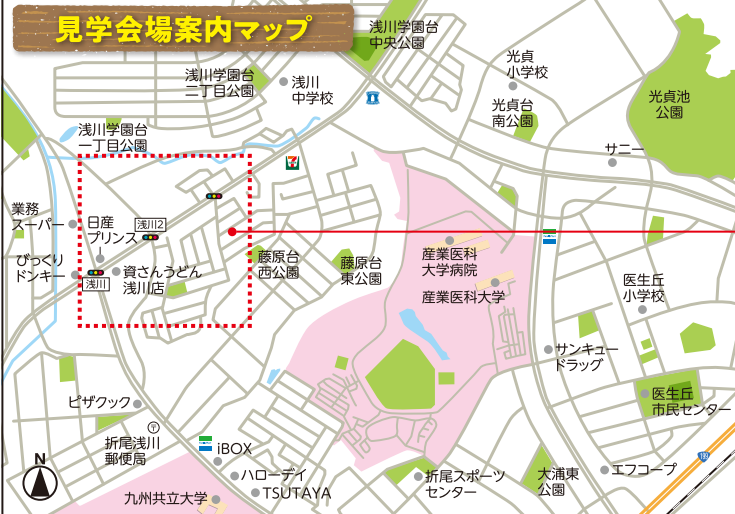 見学会場案内マップ
浅川学園台
中央公園
光貞
小学校
浅川学園台
二丁目公園
浅川
中学校
光貞池
公園
光貞台
南公園
浅川学園台
一丁目公園
サニー
7
業務
スーパー
日産
プリンス
浅川2
びっくり
ドンキー
浅川
資さんうどん
浅川店
藤原台
西公園
藤原台
東公園
産業医科
大学病院
産業医科大学
医生丘
小学校
サンキュー
ドラッグ
ピザクック
医生丘
市民センター
折尾浅川
郵便局
iBOX
N
ハローデイ
TSUTAYA
九州共立大学
折尾スポーツ
センター
大浦東
公園
エフコープ
199